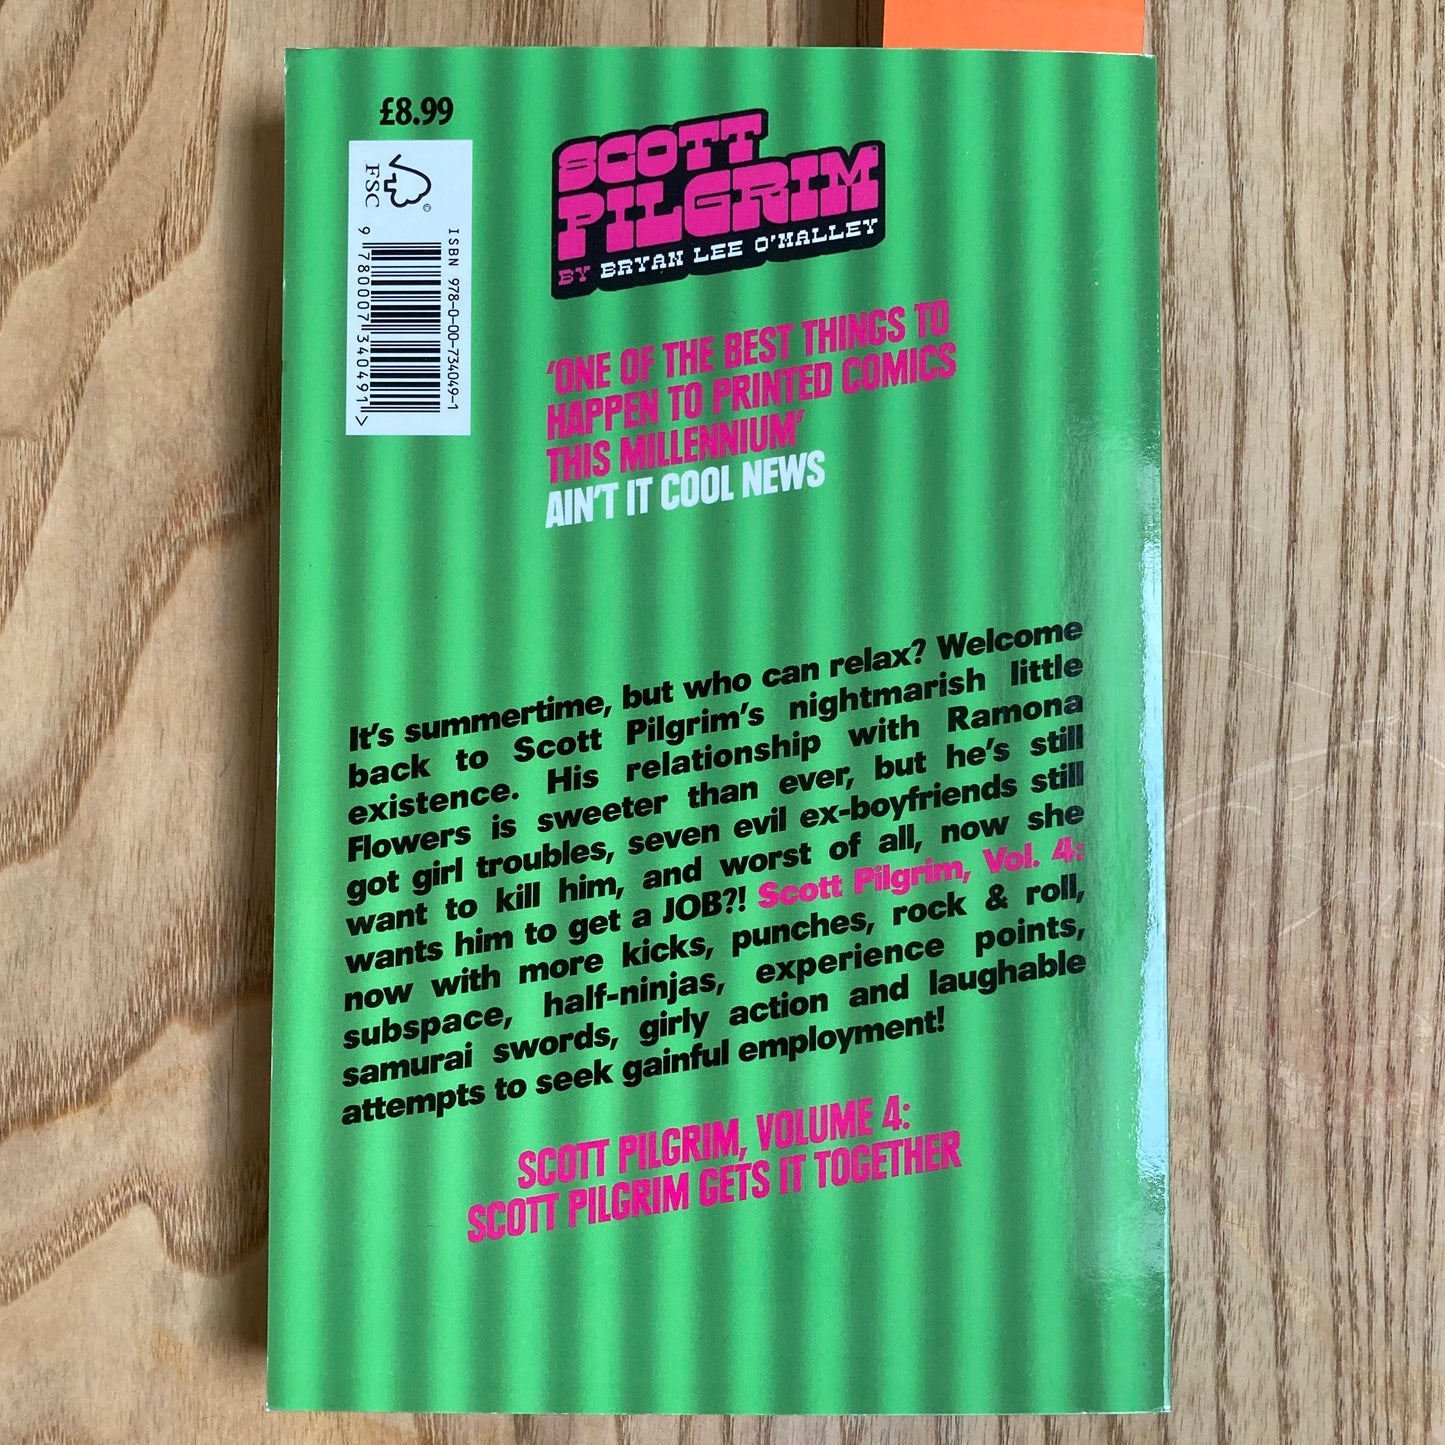 £8.99
FSC
©
ISBN 978-0-00-734049-1
9 780007 340491 >
SCOTT
PILGRIM
BY BRYAN LEE O'MALLEY
'ONE OF THE BEST THINGS TO
HAPPEN TO PRINTED COMICS
THIS MILLENNIUM'
AIN'T IT COOL NEWS
It's summertime, but who can relax? Welcome
back to Scott Pilgrim's nightmarish little
existence. His relationship with Ramona
Flowers is sweeter than ever, but he's still
got girl troubles, seven evil ex-boyfriends still
want to kill him, and worst of all, now she
wants him to get a JOB?! Scott Pilgrim, Vol. 4:
now with more kicks, punches, rock & roll,
subspace, half-ninjas, experience points,
samurai swords, girly action and laughable
attempts to seek gainful employment!
SCOTT PILGRIM, VOLUME 4:
SCOTT PILGRIM GETS IT TOGETHER